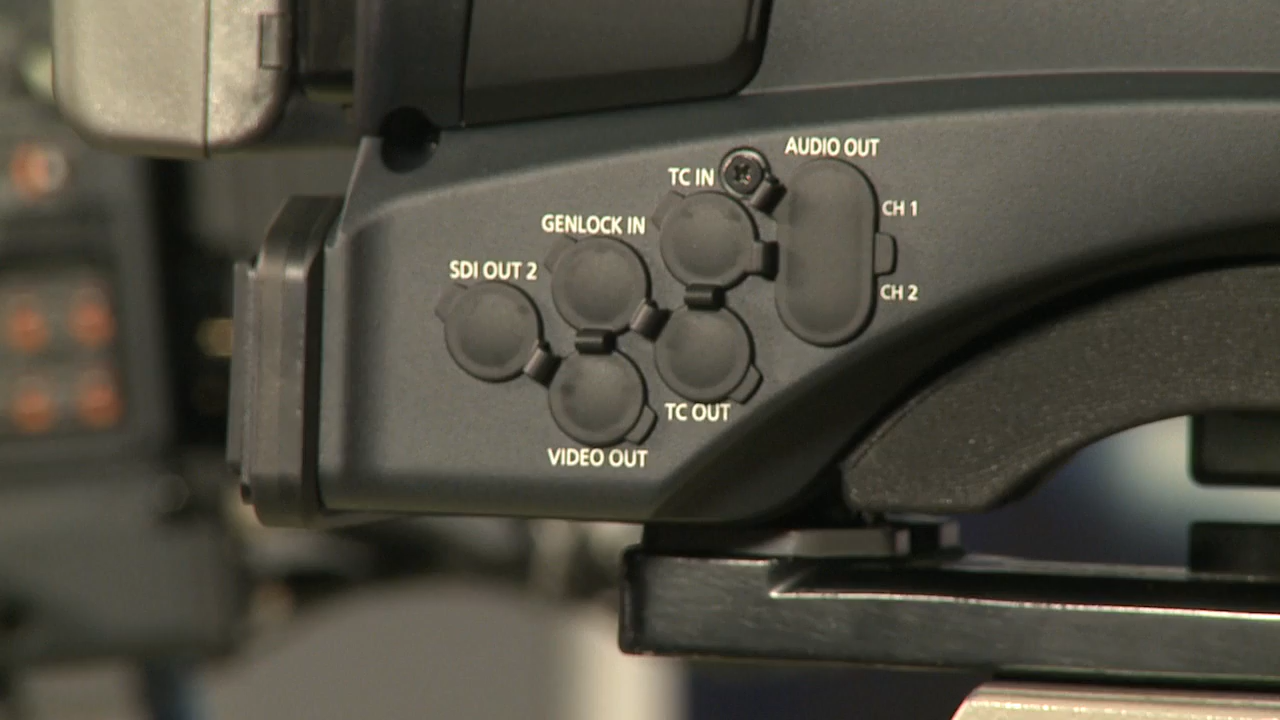 AUDIO OUT
TC IN
CH 1
GENLOCK IN
SDI OUT 2
CH 2
TC OUT
VIDEO OUT